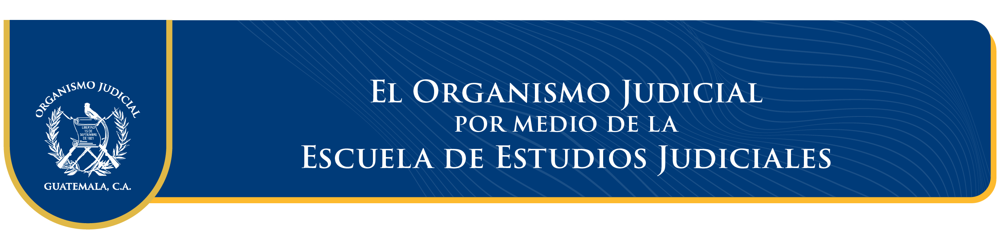 ORGANISMO JUDICIAL
LIBERTAD
15 DE
SEPTIEMBRE
DE 1821
GUATEMALA, C.A.
EL ORGANISMO JUDICIAL
POR MEDIO DE LA
ESCUELA DE ESTUDIOS JUDICIALES